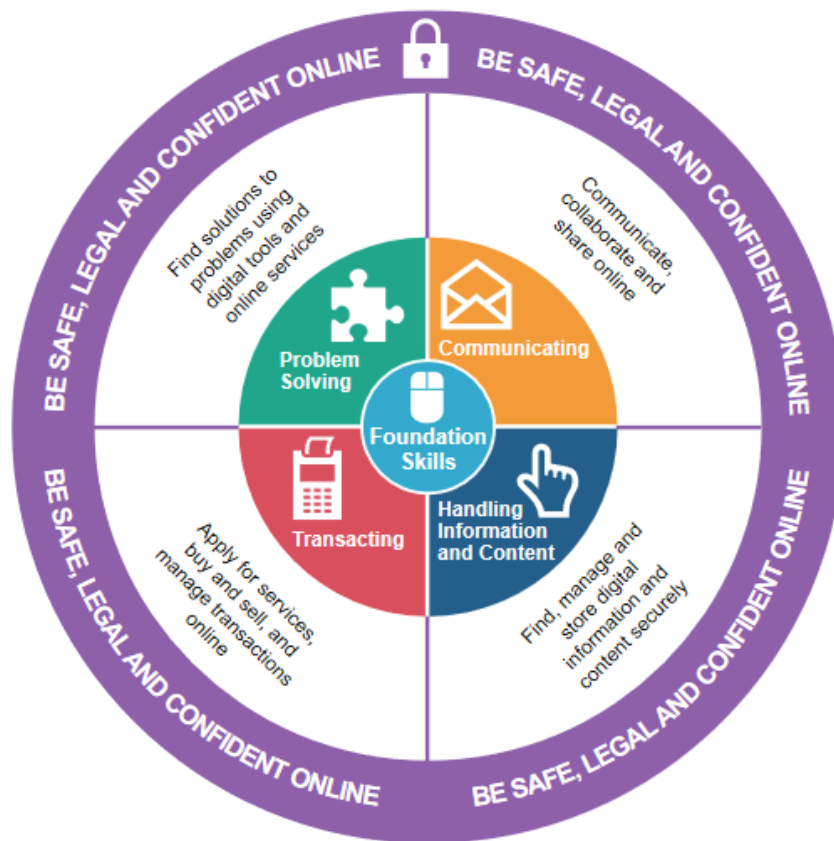 BE SAFE, LEGAL AND CONFIDENT ONLINE
BE SAFE, LEGAL AND CONFIDENT ONLINE
Find solutions to
problems using
digital tools and
online services
Communicate,
collaborate and
share online
Problem
Solving
Communicating
Foundation
Skills
Transacting
Handling
Information
and Content
Apply for services,
buy and sell, and
manage transactions
online
Find, manage and
store digital
information and
content securely
BE SAFE, LEGAL AND CONFIDENT ONLINE
BE SAFE, LEGAL AND CONFIDENT ONLINE